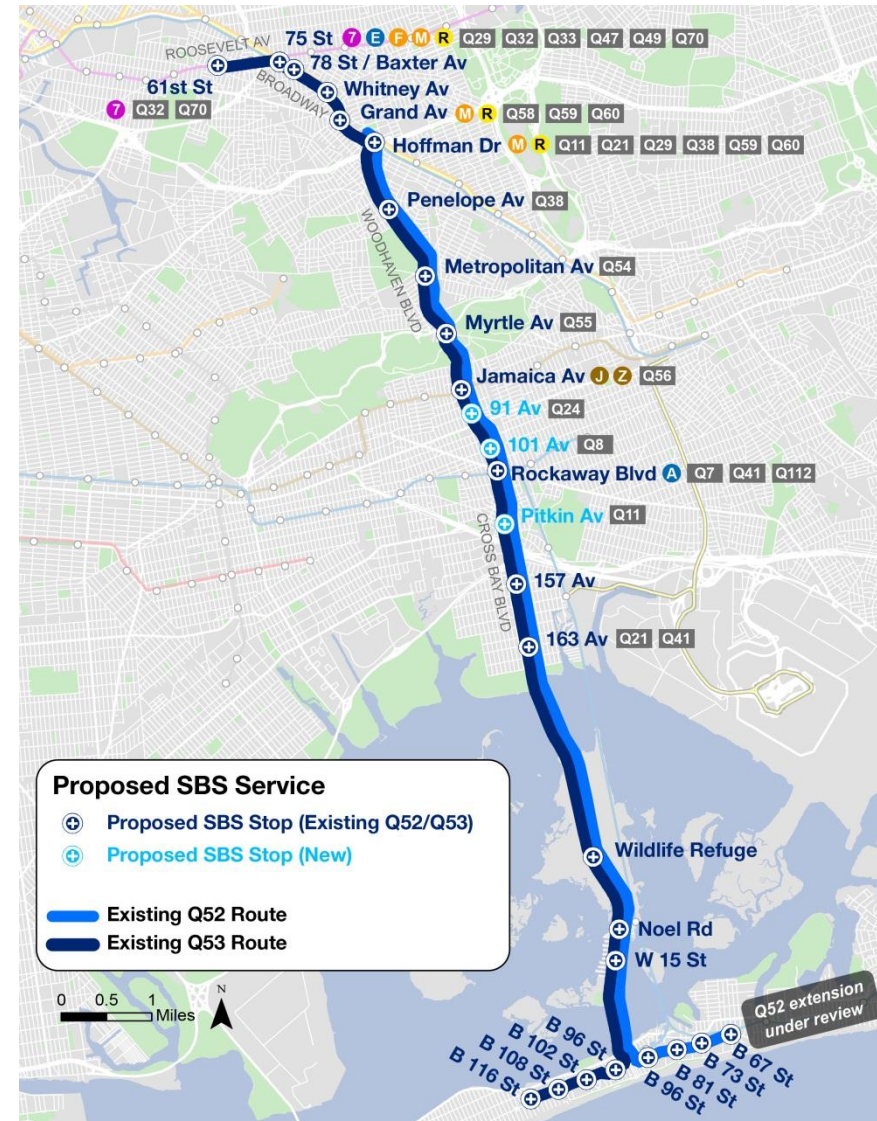 ROOSEVELT AV
75 St 7 E F M R Q29 Q32 Q33 Q47 Q49 Q70
61st St
7 Q32 Q70
78 St / Baxter Av
BROADWAY
Whitney Av
Grand Av M R Q58 Q59 Q60
Hoffman Dr M R Q11 Q21 Q29 Q38 Q59 Q60
Penelope Av Q38
WOODHAVEN BLVD
Metropolitan Av Q54
Myrtle Av Q55
Jamaica Av J Z Q56
91 Av Q24
101 Av Q8
Rockaway Blvd A Q7 Q41 Q112
Pitkin Av Q11
CROSS BAY BLVD
157 Av
163 Av Q21 Q41
Proposed SBS Service
Proposed SBS Stop (Existing Q52/Q53)
Proposed SBS Stop (New)
Existing Q52 Route
Existing Q53 Route
0 0.5 1
Miles
N
Wildlife Refuge
Noel Rd
W 15 St
Q52 extension
under review
B 96 St
B 102 St
B 108 St
B 116 St
B 67 St
B 73 St
B 81 St
B 96 St